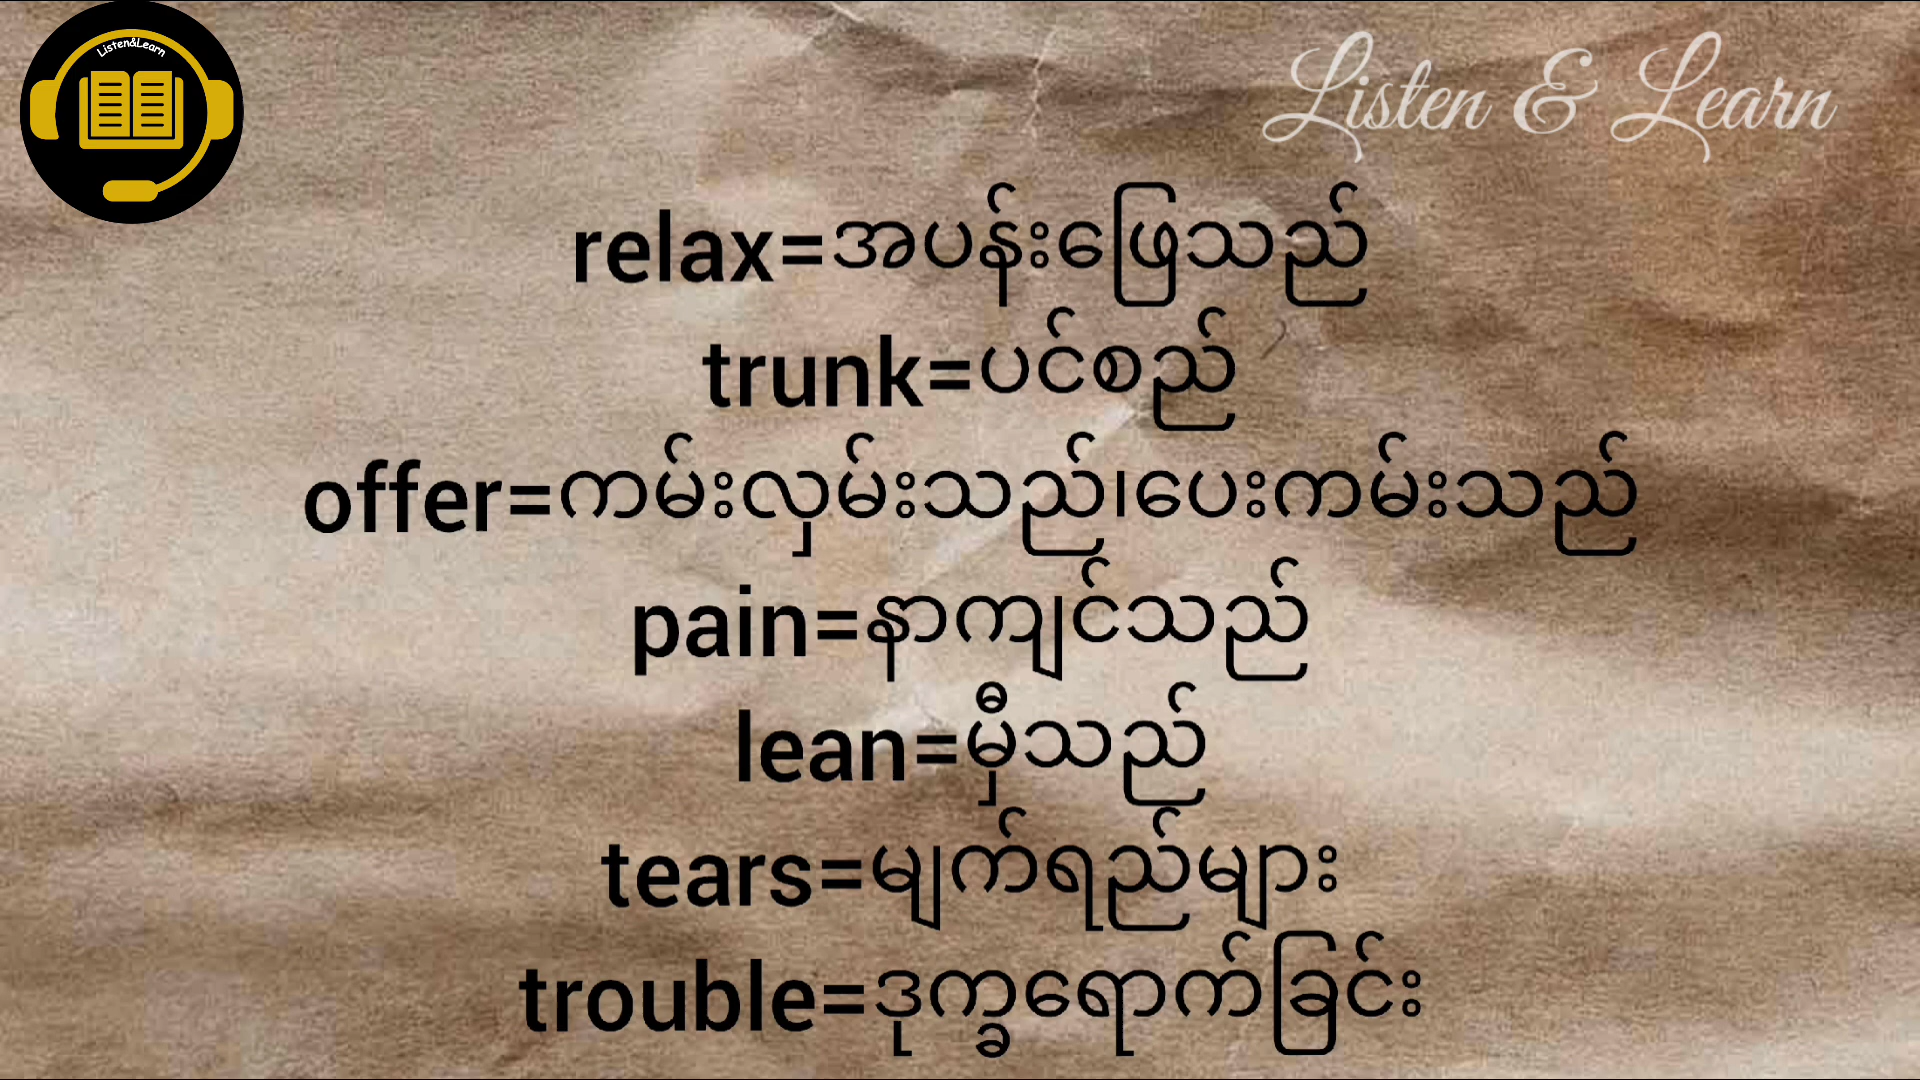 Listen&Learn
Listen & Learn
relax=အပန်းဖြေသည်
trunk=ပင်စည်
offer=ကမ်းလှမ်းသည်၊ပေးကမ်းသည်
pain=နာကျင်သည်
lean=မှီသည်
tears=မျက်ရည်များ
trouble=ဒုက္ခရောက်ခြင်း